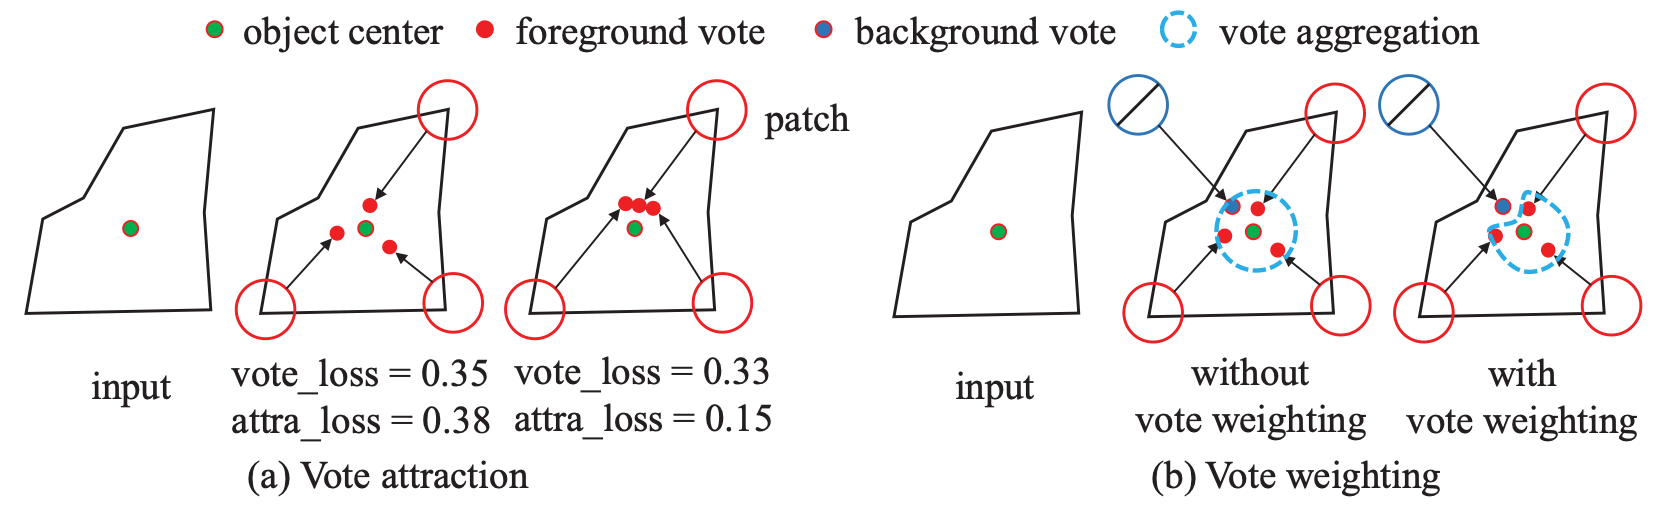 object center foreground vote background vote vote aggregation
patch
input
vote_loss = 0.35
attra_loss = 0.38
vote_loss = 0.33
attra_loss = 0.15
(a) Vote attraction
input
without
vote weighting
with
vote weighting
(b) Vote weighting